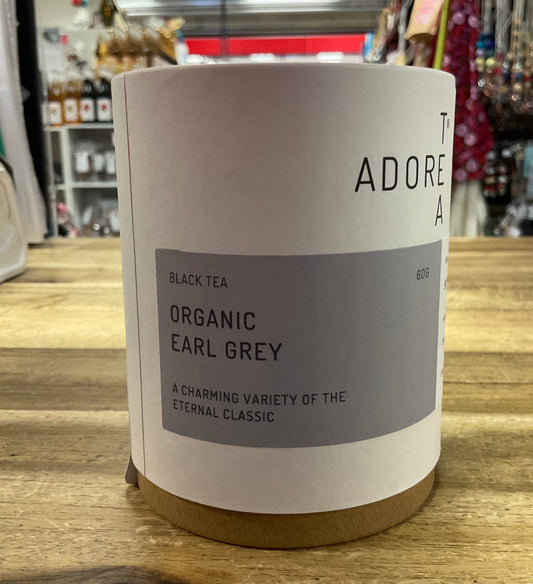 T®
ADORE
A
BLACK TEA 60G
ORGANIC
EARL GREY
A CHARMING VARIETY OF THE
ETERNAL CLASSIC